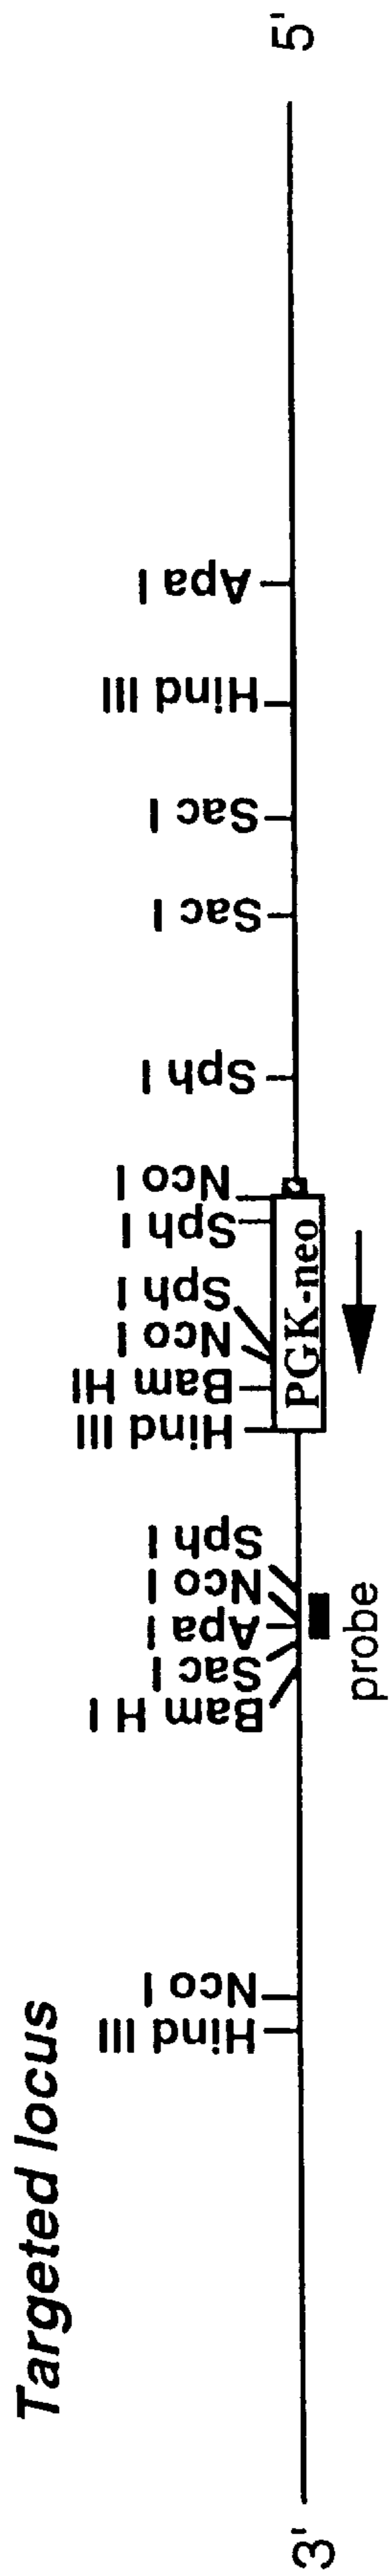 Targeted locus
3'
Hind III
Nco I
Bam H I
Sac I
Apa I
Nco I
Sph I
Hind III
Bam HI
Nco I
Sph I
Sph I
Nco I
Sph I
Sac I
Sac I
Hind III
Apa I
5'
PGK-neo
probe